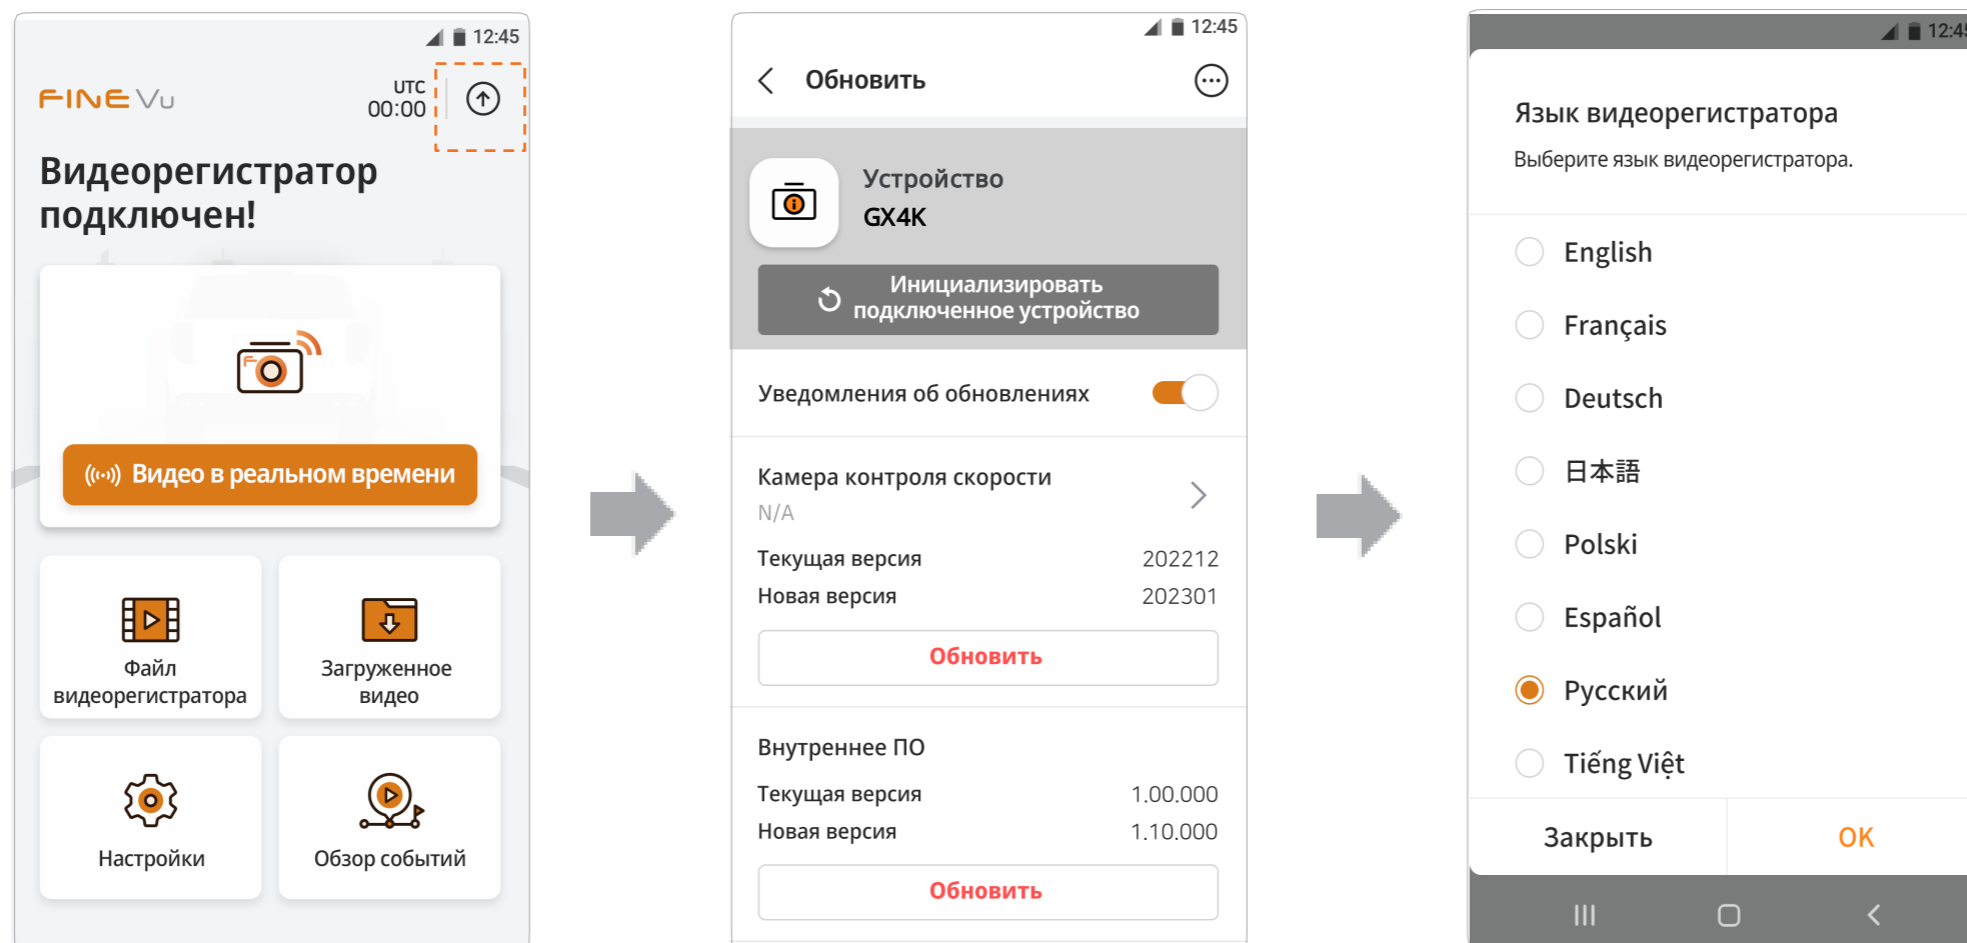 12:45
FINEVu
UTC
00:00
Видеорегистратор
подключен!
Видео в реальном времени
Файл
видеорегистратора
Загруженное
видео
Настройки
Обзор событий
12:45
Обновить
Устройство
GX4K
Инициализировать
подключенное устройство
Уведомления об обновлениях
Камера контроля скорости
N/A
Текущая версия 202212
Новая версия 202301
Обновить
Внутреннее ПО
Текущая версия 1.00.000
Новая версия 1.10.000
Обновить
12:45
Язык видеорегистратора
Выберите язык видеорегистратора.
English
Français
Deutsch
日本語
Polski
Español
Русский
Tiếng Việt
Закрыть OK